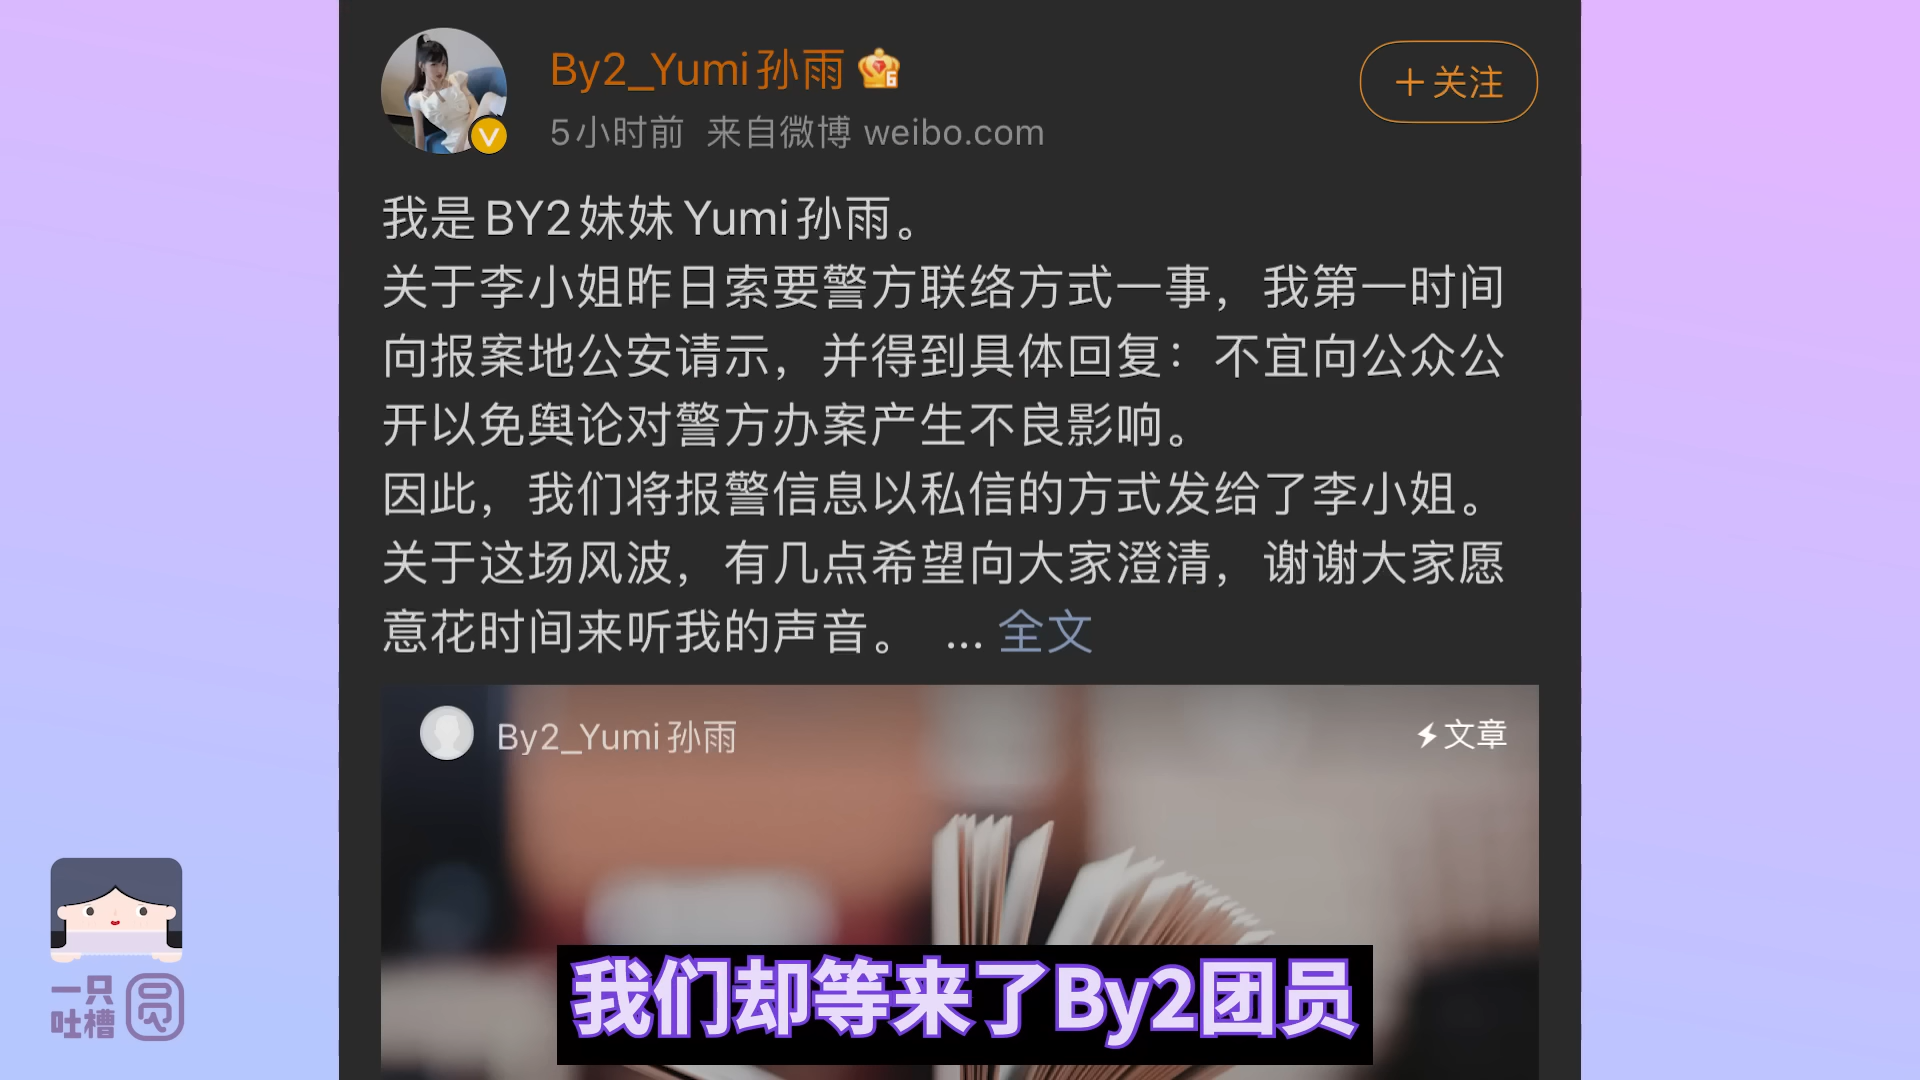 By2_Yumi孙雨 6
+关注
5小时前 来自微博 weibo.com
我是BY2妹妹Yumi孙雨。
关于李小姐昨日索要警方联络方式一事，我第一时间
向报案地公安请示，并得到具体回复：不宜向公众公
开以免舆论对警方办案产生不良影响。
因此，我们将报警信息以私信的方式发给了李小姐。
关于这场风波，有几点希望向大家澄清，谢谢大家愿
意花时间来听我的声音。 ... 全文
By2_Yumi孙雨
文章
一只
吐槽
圆
我们却等来了By2团员